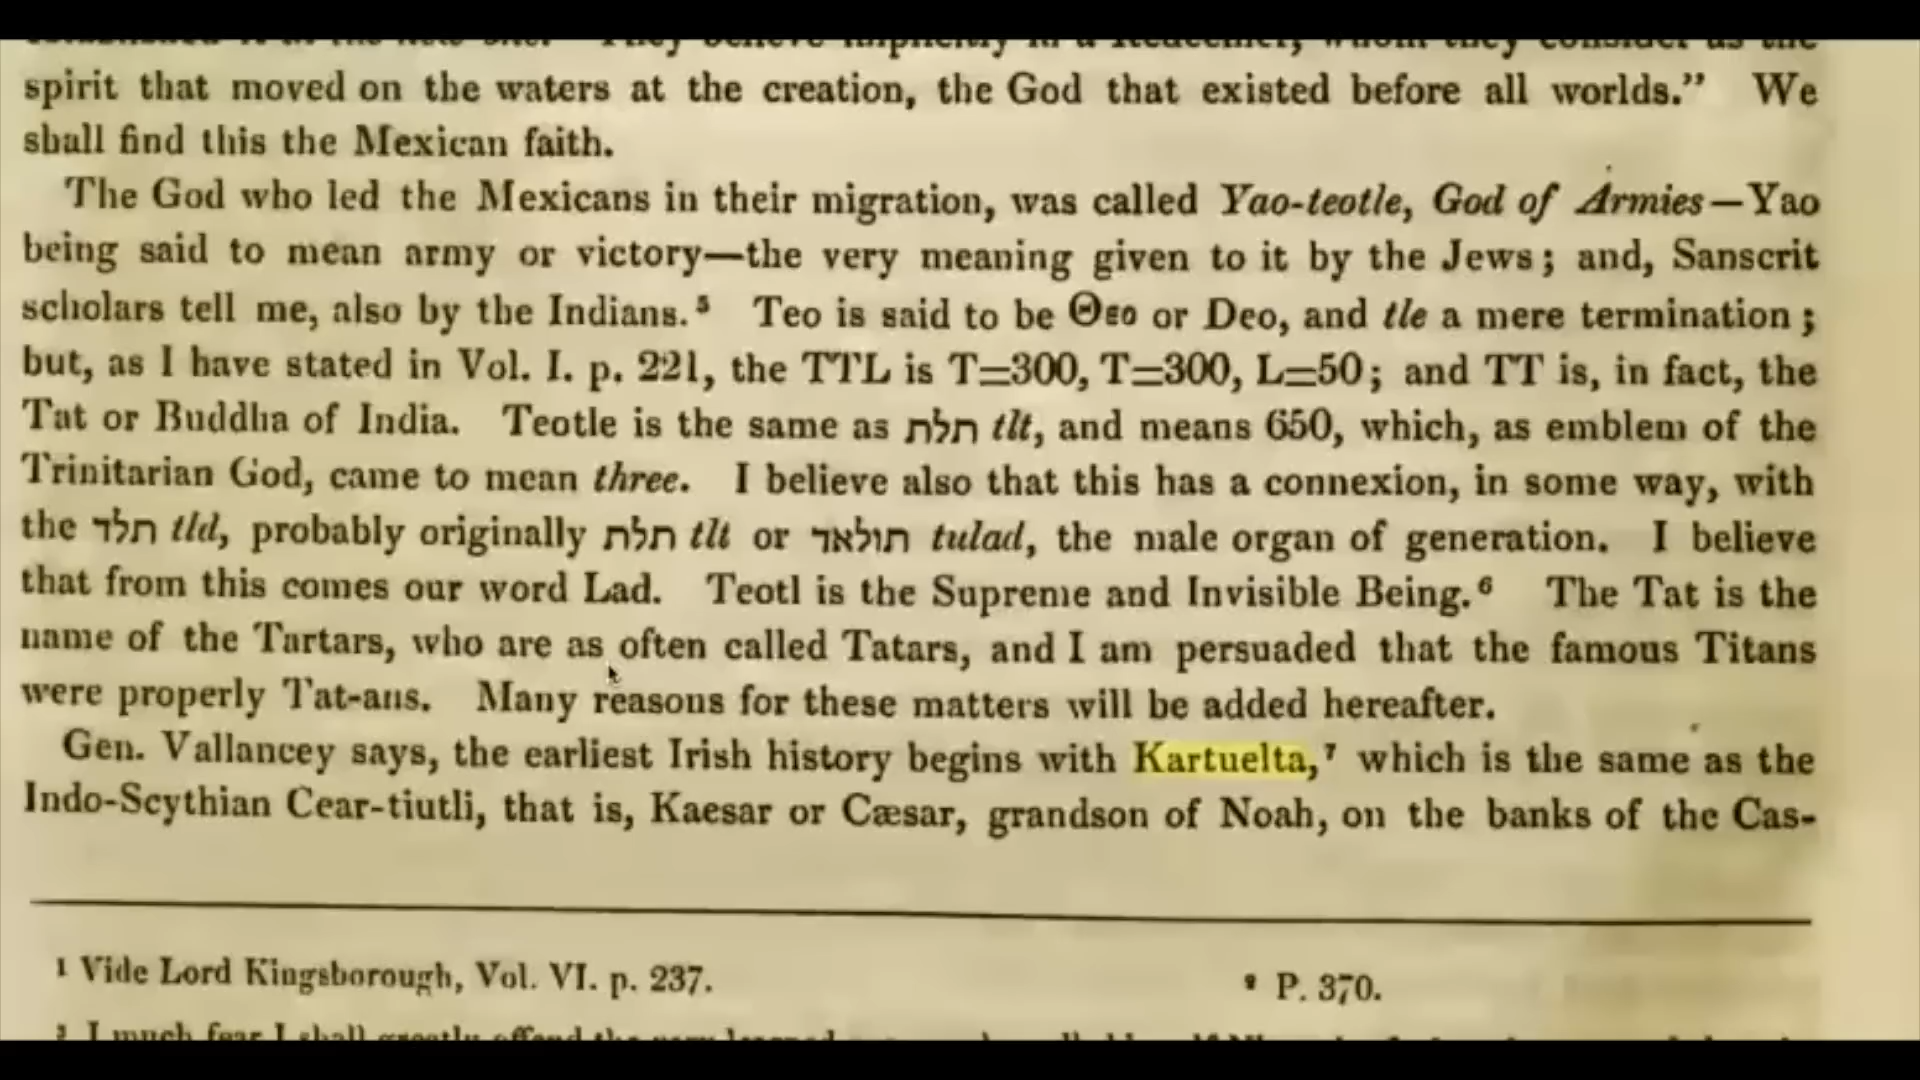 spirit that moved on the waters at the creation, the God that existed before all worlds.” We
shall find this the Mexican faith.
The God who led the Mexicans in their migration, was called Yao-teotle, God of Armies—Yao
being said to mean army or victory—the very meaning given to it by the Jews; and, Sanscrit
scholars tell me, also by the Indians.⁵ Teo is said to be Θεο or Deo, and tle a mere termination;
but, as I have stated in Vol. I. p. 221, the TTL is T=300, T=300, L=50; and TT is, in fact, the
Tat or Buddha of India. Teotle is the same as תלת tlt, and means 650, which, as emblem of the
Trinitarian God, came to mean three. I believe also that this has a connexion, in some way, with
the תלד tld, probably originally תלת tlt or תולאד tulad, the male organ of generation. I believe
that from this comes our word Lad. Teotl is the Supreme and Invisible Being.⁶ The Tat is the
name of the Tartars, who are as often called Tatars, and I am persuaded that the famous Titans
were properly Tat-ans. Many reasons for these matters will be added hereafter.
Gen. Vallancey says, the earliest Irish history begins with Kartuelta,⁷ which is the same as the
Indo-Scythian Cear-tiutli, that is, Kaesar or Cæsar, grandson of Noah, on the banks of the Cas-
¹ Vide Lord Kingsborough, Vol. VI. p. 237.
² P. 370.
³ I much fear I shall greatly offend the very learned